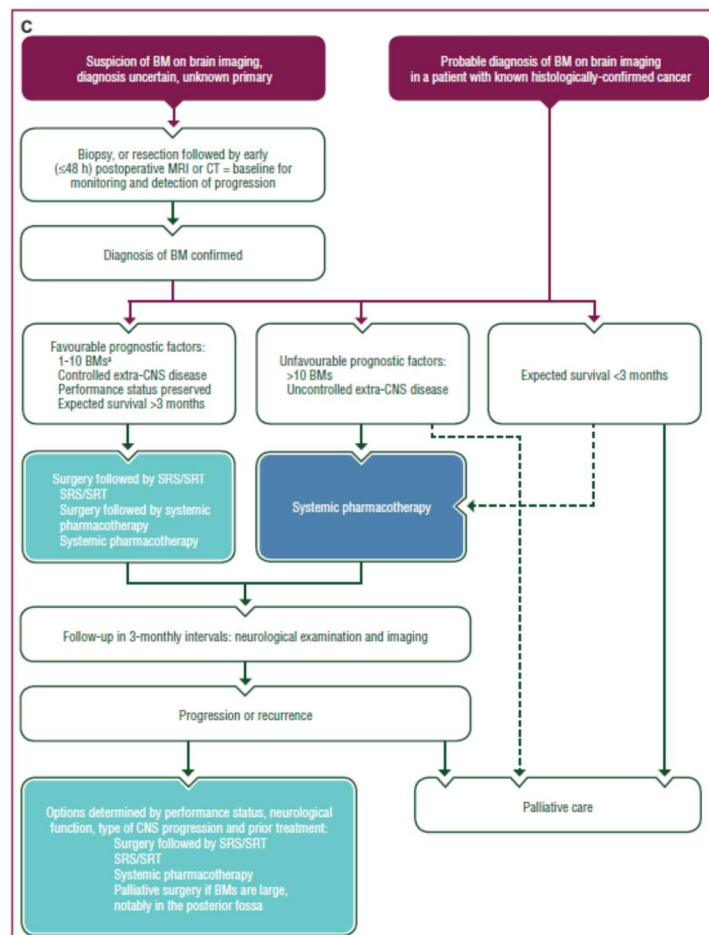 C
Suspicion of BM on brain imaging,
diagnosis uncertain, unknown primary
Probable diagnosis of BM on brain imaging
in a patient with known histologically-confirmed cancer
Biopsy, or resection followed by early
(≤48 h) postoperative MRI or CT = baseline for
monitoring and detection of progression
Diagnosis of BM confirmed
Favourable prognostic factors:
1-10 BMsª
Controlled extra-CNS disease
Performance status preserved
Expected survival >3 months
Unfavourable prognostic factors:
>10 BMs
Uncontrolled extra-CNS disease
Expected survival <3 months
Surgery followed by SRS/SRT
SRS/SRT
Surgery followed by systemic
pharmacotherapy
Systemic pharmacotherapy
Systemic pharmacotherapy
Follow-up in 3-monthly intervals: neurological examination and imaging
Progression or recurrence
Options determined by performance status, neurological
function, type of CNS progression and prior treatment:
Surgery followed by SRS/SRT
SRS/SRT
Systemic pharmacotherapy
Palliative surgery if BMs are large,
notably in the posterior fossa
Palliative care